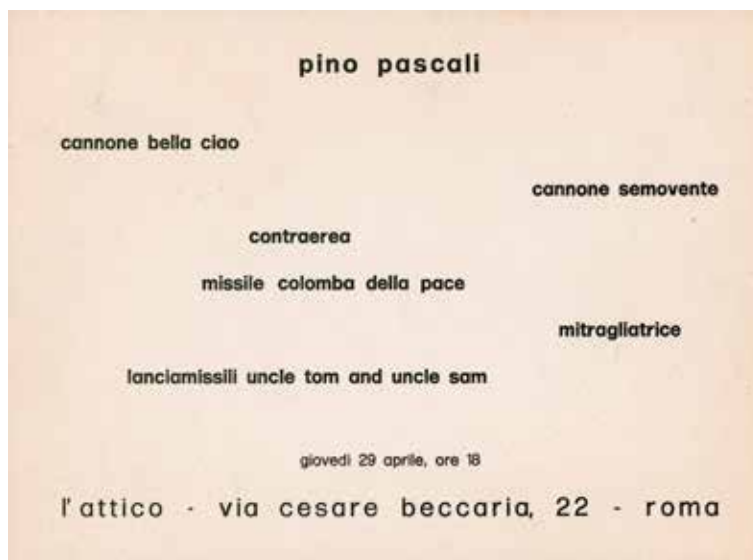 pino pascali
cannone bella ciao
cannone semovente
contraerea
missile colomba della pace
mitragliatrice
lanciamissili uncle tom and uncle sam
giovedì 29 aprile, ore 18
l'attico - via cesare beccaria, 22 - roma